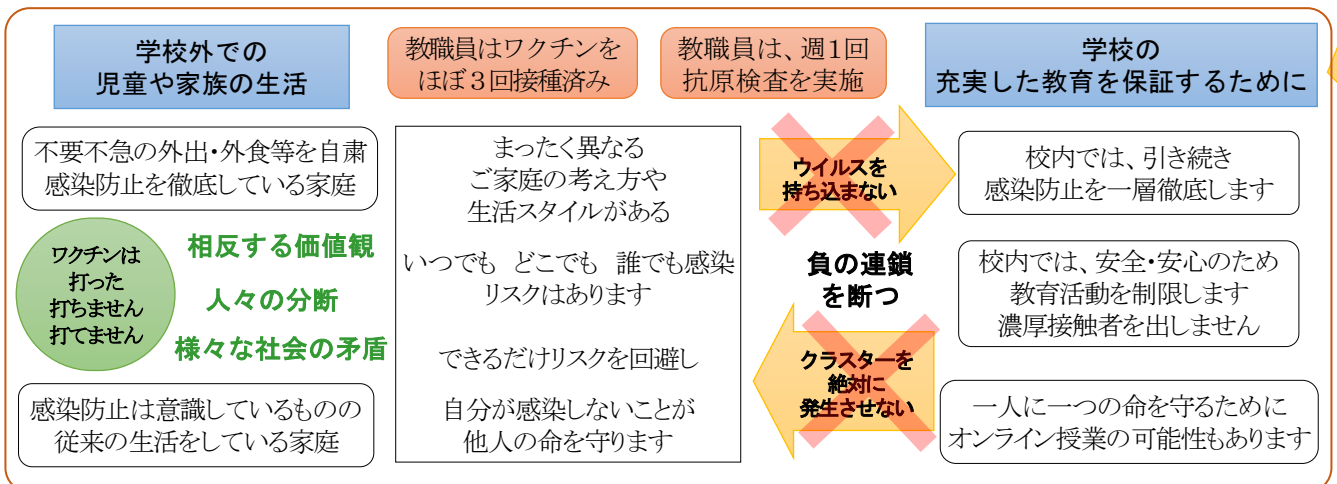 学校外での
児童や家族の生活
教職員はワクチンを
ほぼ３回接種済み
教職員は、週１回
抗原検査を実施
学校の
充実した教育を保証するために
不要不急の外出・外食等を自粛
感染防止を徹底している家庭
ワクチンは
打った
打ちません
打てません
相反する価値観
人々の分断
様々な社会の矛盾
感染防止は意識しているものの
従来の生活をしている家庭
まったく異なる
ご家庭の考え方や
生活スタイルがある
いつでも　どこでも　誰でも感染
リスクはあります
できるだけリスクを回避し
自分が感染しないことが
他人の命を守ります
ウイルスを
持ち込まない
負の連鎖
を断つ
クラスターを
絶対に
発生させない
校内では、引き続き
感染防止を一層徹底します
校内では、安全・安心のため
教育活動を制限します
濃厚接触者を出しません
一人に一つの命を守るために
オンライン授業の可能性もあります